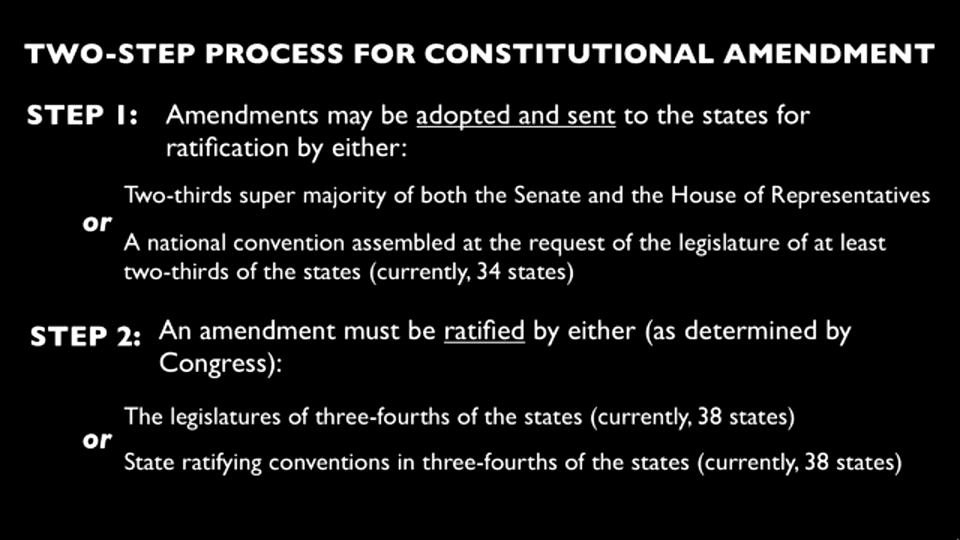 TWO-STEP PROCESS FOR CONSTITUTIONAL AMENDMENT
STEP 1: Amendments may be adopted and sent to the states for
ratification by either:
Two-thirds super majority of both the Senate and the House of Representatives
or
A national convention assembled at the request of the legislature of at least
two-thirds of the states (currently, 34 states)
STEP 2: An amendment must be ratified by either (as determined by
Congress):
The legislatures of three-fourths of the states (currently, 38 states)
or
State ratifying conventions in three-fourths of the states (currently, 38 states)